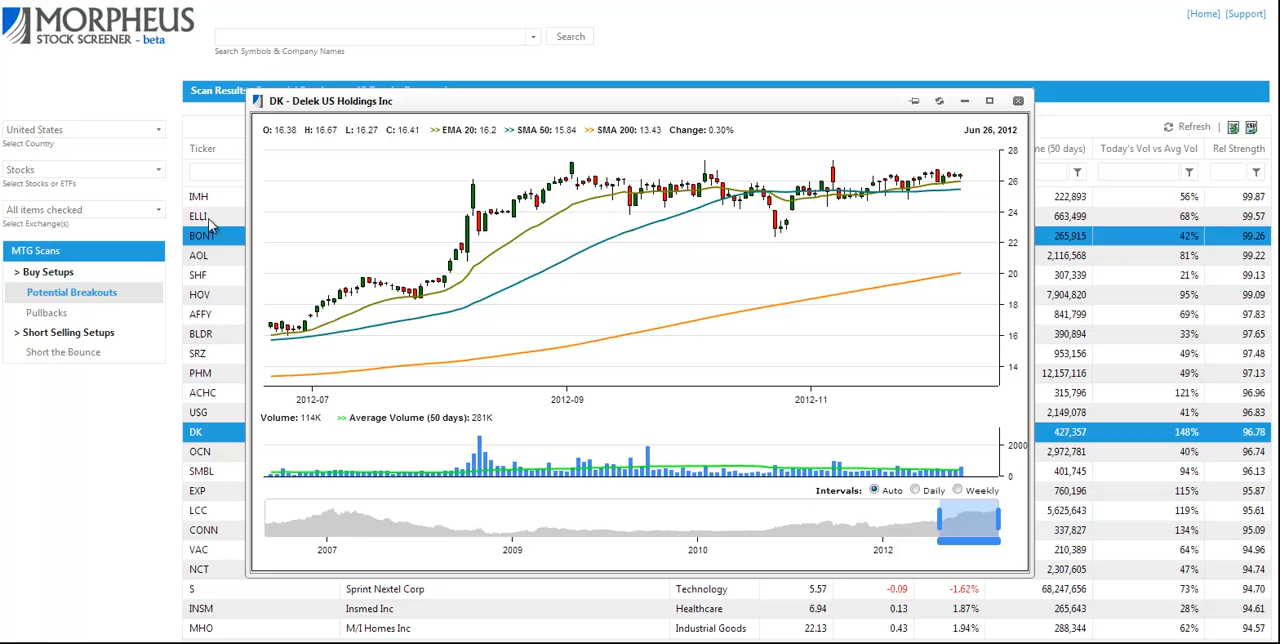 MORPHEUS
STOCK SCREENER - beta
[Home] [Support]
Search
Search Symbols & Company Names
Scan Result
DK - Delek US Holdings Inc
O: 16.38 H: 16.67 L: 16.27 C: 16.41 >> EMA 20: 16.2 >> SMA 50: 15.84 >> SMA 200: 13.43 Change: 0.30% Jun 26, 2012
United States
Select Country
Stocks
Select Stocks or ETFs
All items checked
Select Exchange(s)
MTG Scans
> Buy Setups
Potential Breakouts
Pullbacks
> Short Selling Setups
Short the Bounce
Refresh
Ticker
(50 days) Today's Vol vs Avg Vol Rel Strength
IMH 222,893 56% 99.87
ELLI 663,499 68% 99.57
BONT 265,915 42% 99.26
AOL 2,116,568 81% 99.22
SHF 307,339 21% 99.13
HOV 7,904,820 95% 99.09
AFFY 841,799 69% 97.83
BLDR 390,894 33% 97.65
SRZ 953,156 49% 97.48
PHM 12,157,116 49% 97.13
ACHC 315,796 121% 96.96
USG 2,149,078 41% 96.83
DK 427,357 148% 96.78
OCN 2,972,781 40% 96.74
SMBL 401,745 94% 96.13
EXP 760,196 115% 95.87
LCC 5,625,643 119% 95.61
CONN 337,827 134% 95.09
VAC 210,389 64% 94.96
NCT 2,307,605 47% 94.74
S Sprint Nextel Corp Technology 5.57 -0.09 -1.62% 68,247,656 73% 94.70
INSM Insmed Inc Healthcare 6.94 0.13 1.87% 265,643 28% 94.61
MHO M/I Homes Inc Industrial Goods 22.13 0.43 1.94% 288,344 62% 94.57
28
26
24
22
20
18
16
14
2012-07 2012-09 2012-11
Volume: 114K >> Average Volume (50 days): 281K
2000
0
Intervals: Auto Daily Weekly
2007 2009 2010 2012